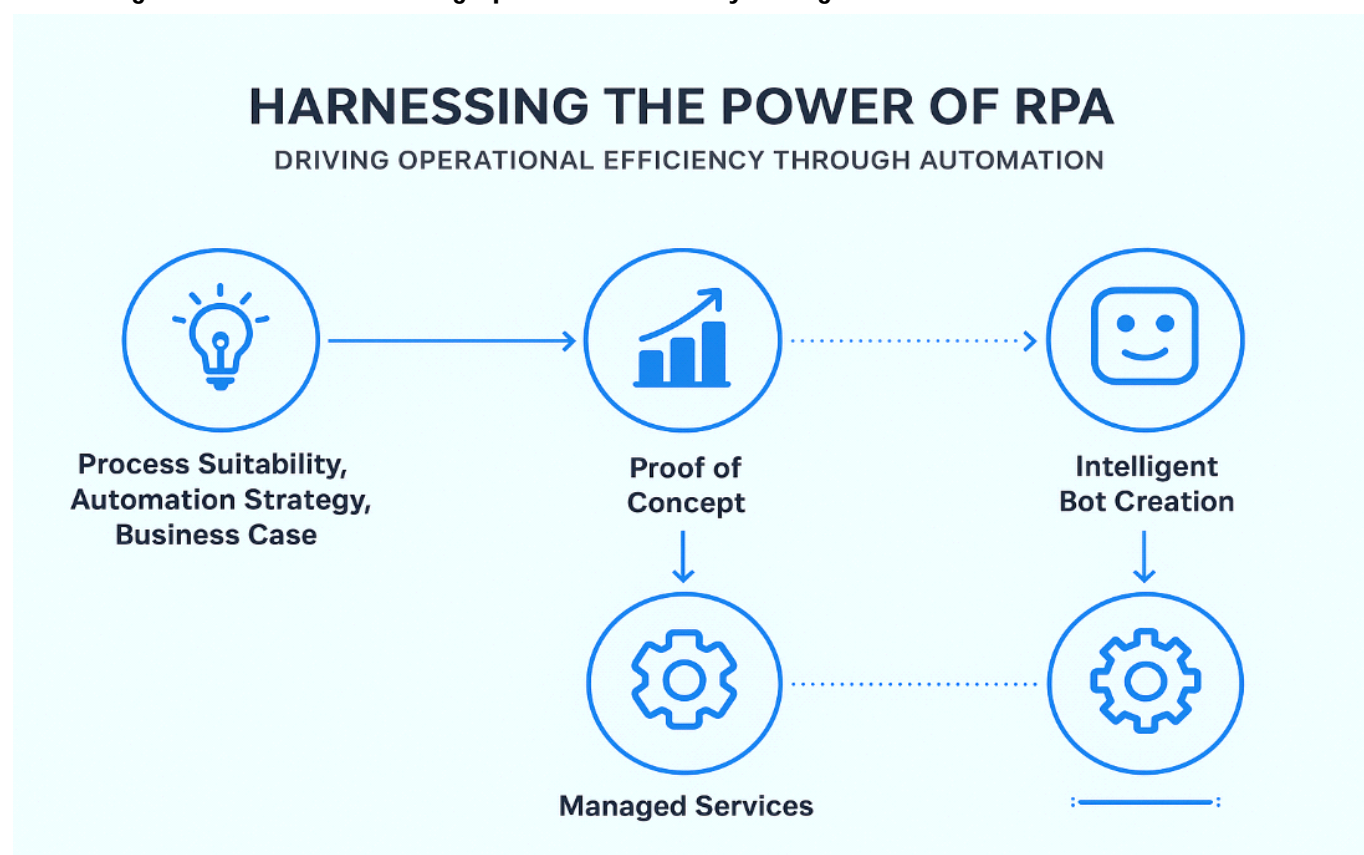 HARNESSING THE POWER OF RPA
DRIVING OPERATIONAL EFFICIENCY THROUGH AUTOMATION
Process Suitability,
Automation Strategy,
Business Case
Proof of
Concept
Intelligent
Bot Creation
Managed Services